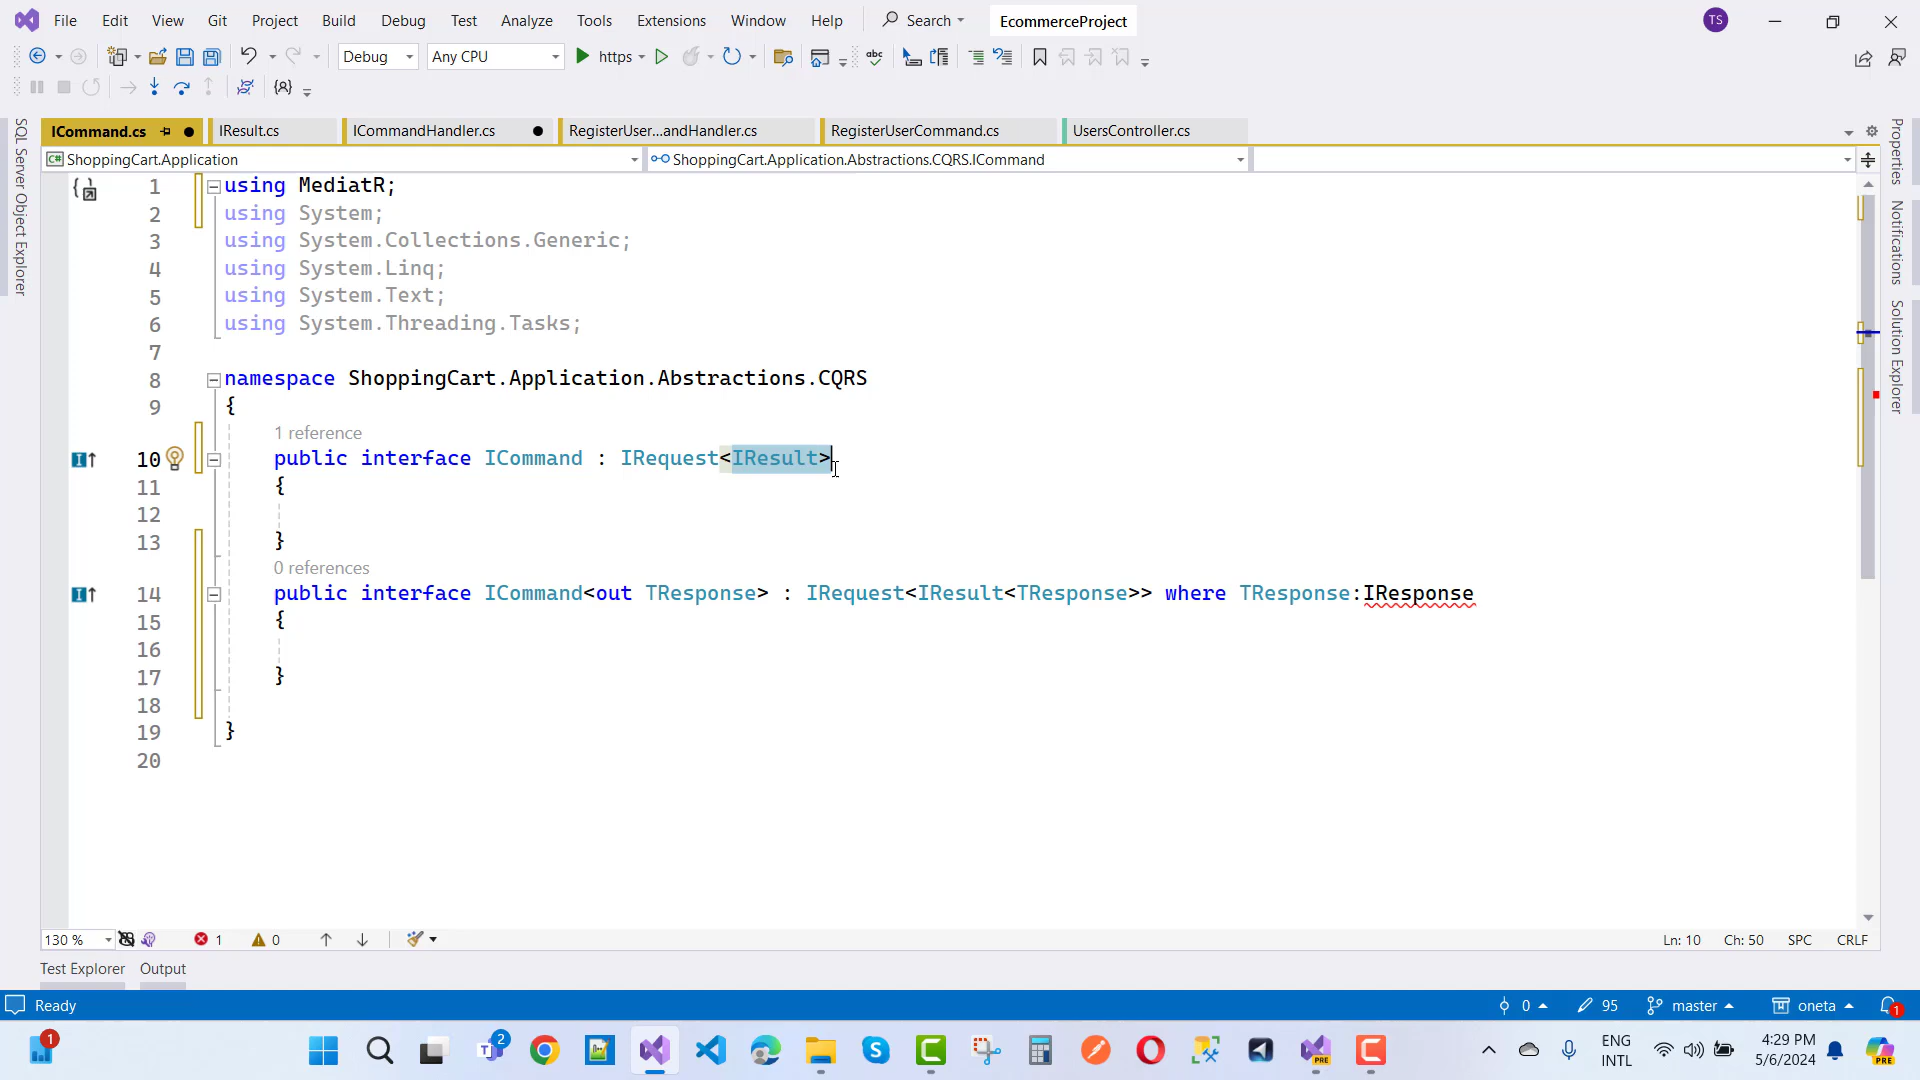 File Edit View Git Project Build Debug Test Analyze Tools Extensions Window Help Search EcommerceProject TS
Debug Any CPU https abc
ICommand.cs IResult.cs ICommandHandler.cs RegisterUser...andHandler.cs RegisterUserCommand.cs UsersController.cs
C# ShoppingCart.Application ShoppingCart.Application.Abstractions.CQRS.ICommand
SQL Server Object Explorer
Properties
Notifications
Solution Explorer
1 using MediatR;
2 using System;
3 using System.Collections.Generic;
4 using System.Linq;
5 using System.Text;
6 using System.Threading.Tasks;
7
8 namespace ShoppingCart.Application.Abstractions.CQRS
9 {
1 reference
10 public interface ICommand : IRequest<IResult>
11 {
12
13 }
0 references
14 public interface ICommand<out TResponse> : IRequest<IResult<TResponse>> where TResponse:IResponse
15 {
16
17 }
18
19 }
20
130 % 1 0 Ln: 10 Ch: 50 SPC CRLF
Test Explorer Output
Ready 0 95 master oneta 1
1 2 PRE ENG 4:29 PM PRE
INTL 5/6/2024